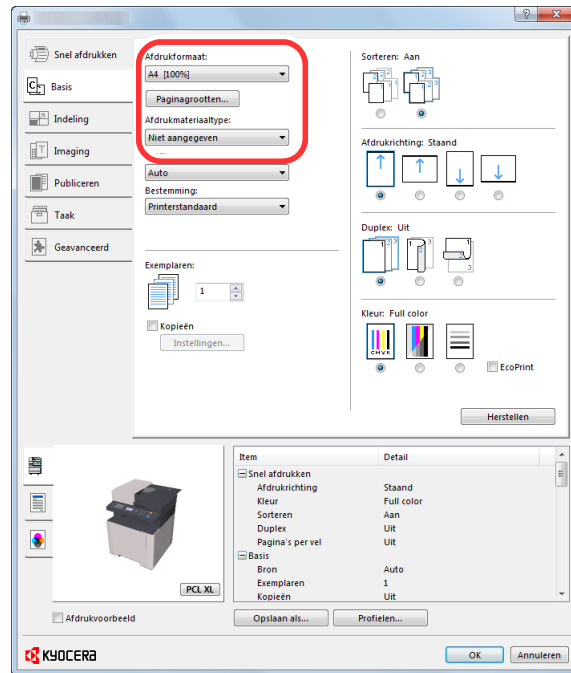 Snel afdrukken
Basis
Indeling
Imaging
Publiceren
Taak
Geavanceerd
Afdrukformaat:
A4 [100%]
Paginagrootten...
Afdrukmateriaaltype:
Niet aangegeven
Auto
Bestemming:
Printerstandaard
Exemplaren:
1
Kopieën
Instellingen...
Sorteren: Aan
Afdrukrichting: Staand
Duplex: Uit
Kleur: Full color
CMYK
EcoPrint
Herstellen
PCL XL
Afdrukvoorbeeld
Item Detail
Snel afdrukken
Afdrukrichting Staand
Kleur Full color
Sorteren Aan
Duplex Uit
Pagina's per vel Uit
Basis
Bron Auto
Exemplaren 1
Kopieën Uit
Opslaan als... Profielen...
KYOCERA
OK Annuleren